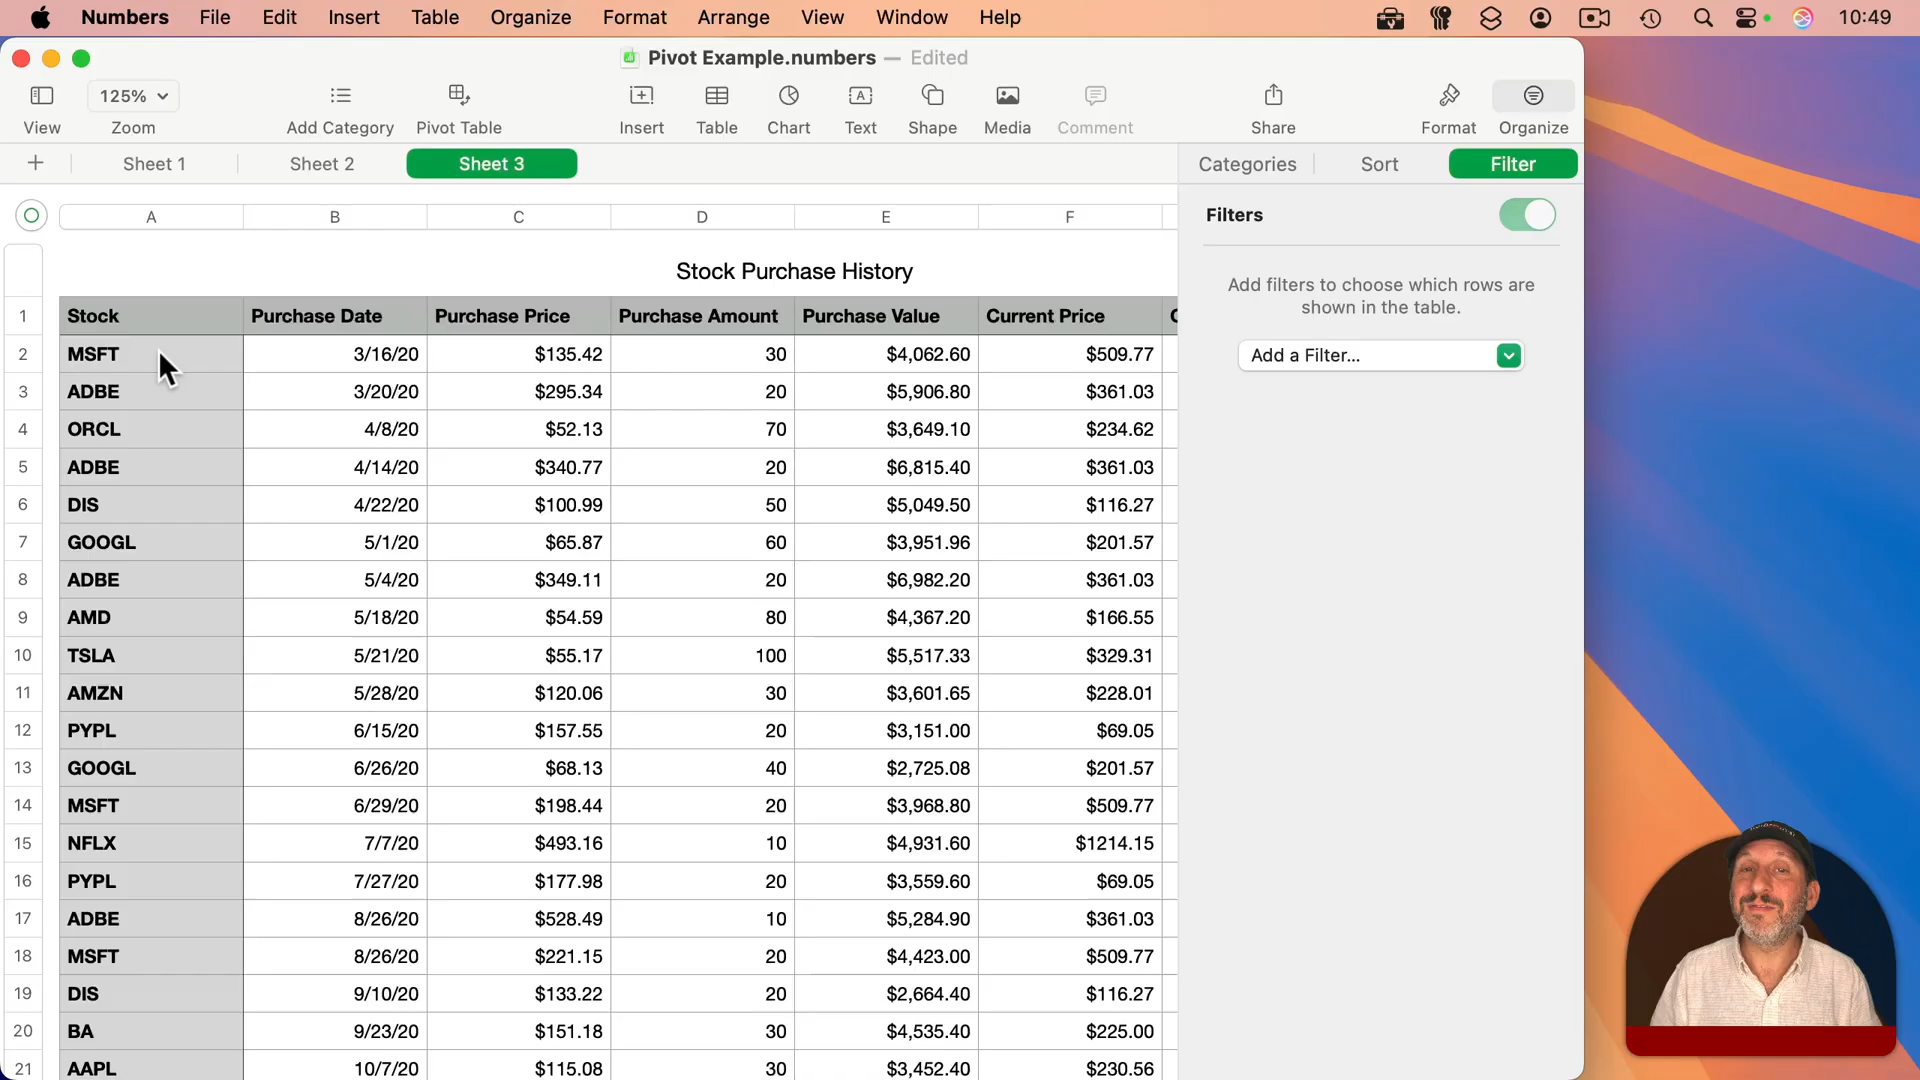 Numbers File Edit Insert Table Organize Format Arrange View Window Help 10:49
Pivot Example.numbers — Edited
125%
View Zoom Add Category Pivot Table Insert Table Chart Text Shape Media Comment Share Format Organize
Sheet 1 Sheet 2 Sheet 3 Categories Sort Filter
Filters
A B C D E F
Stock Purchase History
Add filters to choose which rows are
shown in the table.
Add a Filter...
1 Stock Purchase Date Purchase Price Purchase Amount Purchase Value Current Price
2 MSFT 3/16/20 $135.42 30 $4,062.60 $509.77
3 ADBE 3/20/20 $295.34 20 $5,906.80 $361.03
4 ORCL 4/8/20 $52.13 70 $3,649.10 $234.62
5 ADBE 4/14/20 $340.77 20 $6,815.40 $361.03
6 DIS 4/22/20 $100.99 50 $5,049.50 $116.27
7 GOOGL 5/1/20 $65.87 60 $3,951.96 $201.57
8 ADBE 5/4/20 $349.11 20 $6,982.20 $361.03
9 AMD 5/18/20 $54.59 80 $4,367.20 $166.55
10 TSLA 5/21/20 $55.17 100 $5,517.33 $329.31
11 AMZN 5/28/20 $120.06 30 $3,601.65 $228.01
12 PYPL 6/15/20 $157.55 20 $3,151.00 $69.05
13 GOOGL 6/26/20 $68.13 40 $2,725.08 $201.57
14 MSFT 6/29/20 $198.44 20 $3,968.80 $509.77
15 NFLX 7/7/20 $493.16 10 $4,931.60 $1214.15
16 PYPL 7/27/20 $177.98 20 $3,559.60 $69.05
17 ADBE 8/26/20 $528.49 10 $5,284.90 $361.03
18 MSFT 8/26/20 $221.15 20 $4,423.00 $509.77
19 DIS 9/10/20 $133.22 20 $2,664.40 $116.27
20 BA 9/23/20 $151.18 30 $4,535.40 $225.00
21 AAPL 10/7/20 $115.08 30 $3,452.40 $230.56